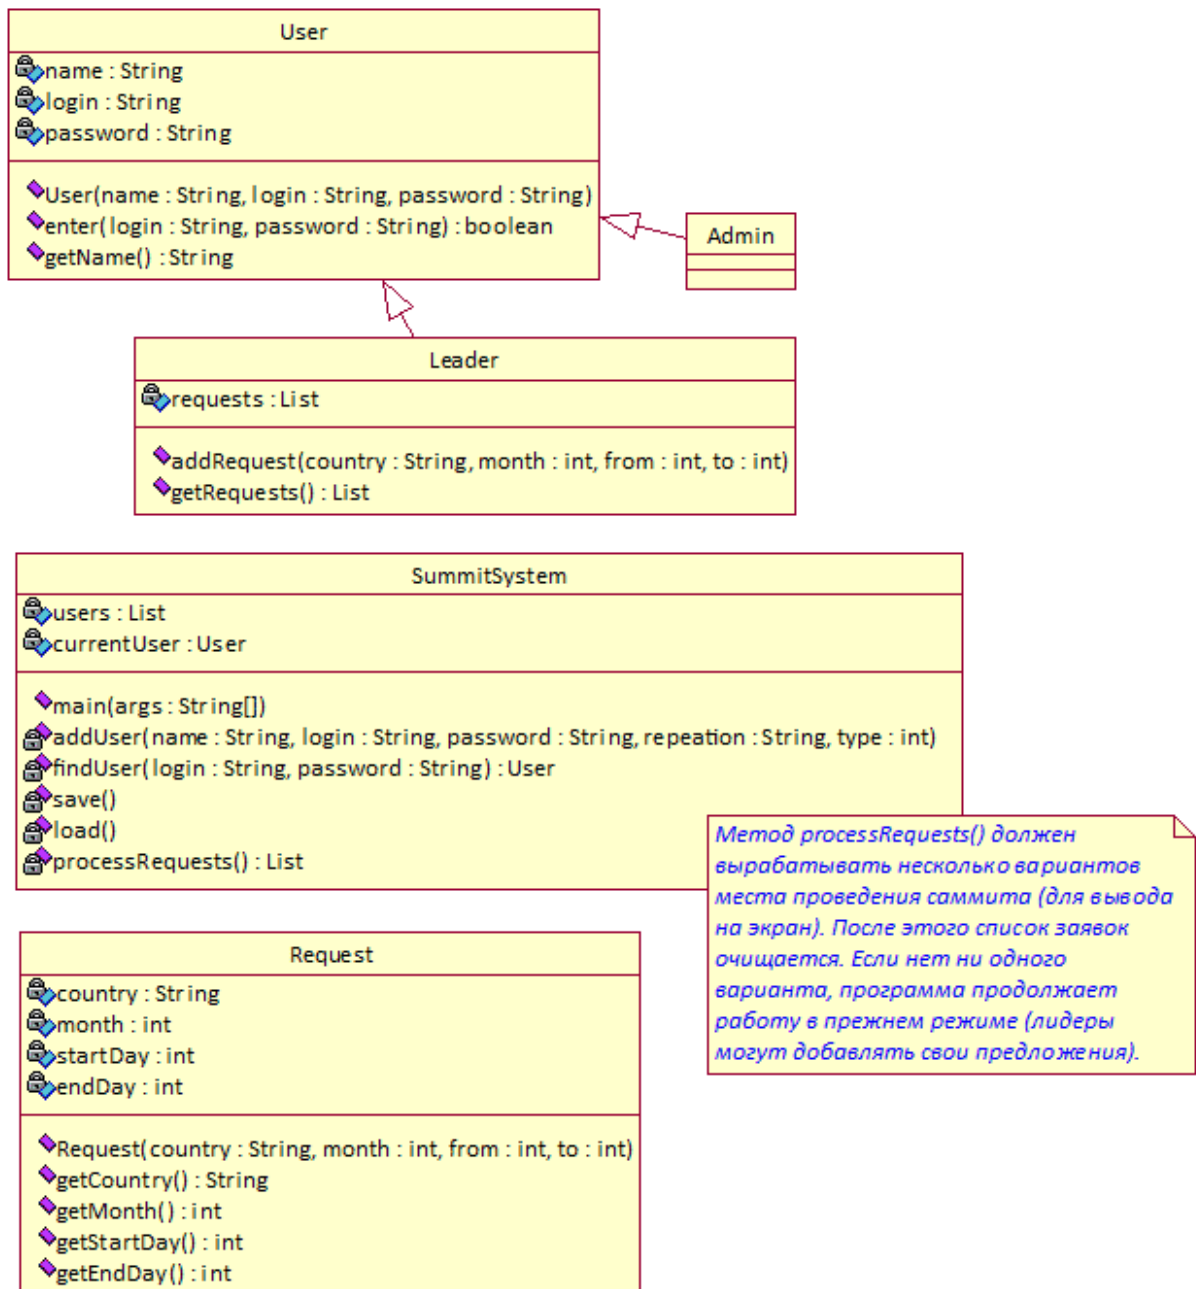 User
name : String
login : String
password : String
User(name : String, login : String, password : String)
enter(login : String, password : String) : boolean
getName() : String
Admin
Leader
requests : List
addRequest(country : String, month : int, from : int, to : int)
getRequests() : List
SummitSystem
users : List
currentUser : User
main(args : String[])
addUser(name : String, login : String, password : String, repeation : String, type : int)
findUser(login : String, password : String) : User
save()
load()
processRequests() : List
Метод processRequests() должен
вырабатывать несколько вариантов
места проведения саммита (для вывода
на экран). После этого список заявок
очищается. Если нет ни одного
варианта, программа продолжает
работу в прежнем режиме (лидеры
могут добавлять свои предложения).
Request
country : String
month : int
startDay : int
endDay : int
Request(country : String, month : int, from : int, to : int)
getCountry() : String
getMonth() : int
getStartDay() : int
getEndDay() : int